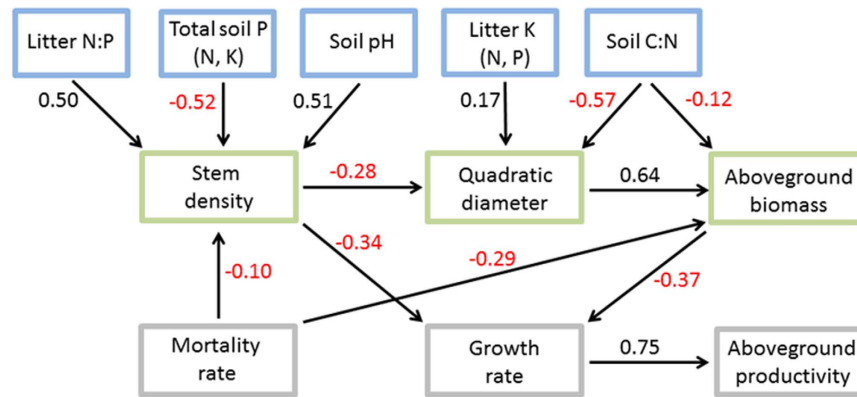 Litter N:P
Total soil P
(N, K)
Soil pH
Litter K
(N, P)
Soil C:N
0.50
-0.52
0.51
0.17
-0.57
-0.12
Stem
density
-0.28
Quadratic
diameter
0.64
Aboveground
biomass
-0.10
-0.34
-0.29
-0.37
Mortality
rate
Growth
rate
0.75
Aboveground
productivity